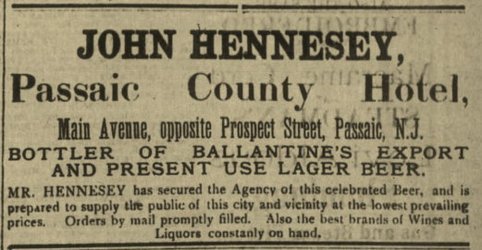 JOHN HENNESEY,
Passaic County Hotel,
Main Avenue, opposite Prospect Street, Passaic, N.J.
BOTTLER OF BALLANTINE'S EXPORT
AND PRESENT USE LAGER BEER.
MR. HENNESEY has secured the Agency of this celebrated Beer, and is
prepared to supply the public of this city and vicinity at the lowest prevailing
prices. Orders by mail promptly filled. Also the best brands of Wines and
Liquors constantly on hand.